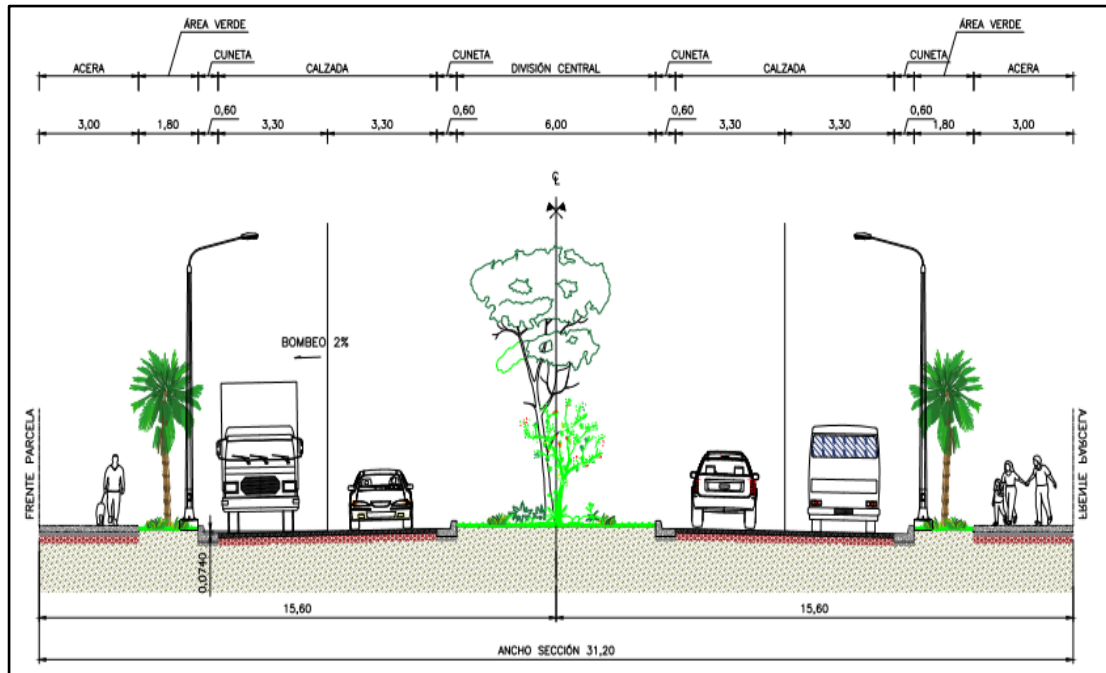 ÁREA VERDE
ÁREA VERDE
ACERA
CUNETA
CALZADA
CUNETA
DIVISIÓN CENTRAL
CUNETA
CALZADA
CUNETA
ACERA
0,60
0,60
0,60
0,60
3,00
1,80
3,30
3,30
6,00
3,30
3,30
1,80
3,00
℄
BOMBEO 2%
FRENTE PARCELA
FRENTE PARCELA
0,0740
15,60
15,60
ANCHO SECCIÓN 31,20